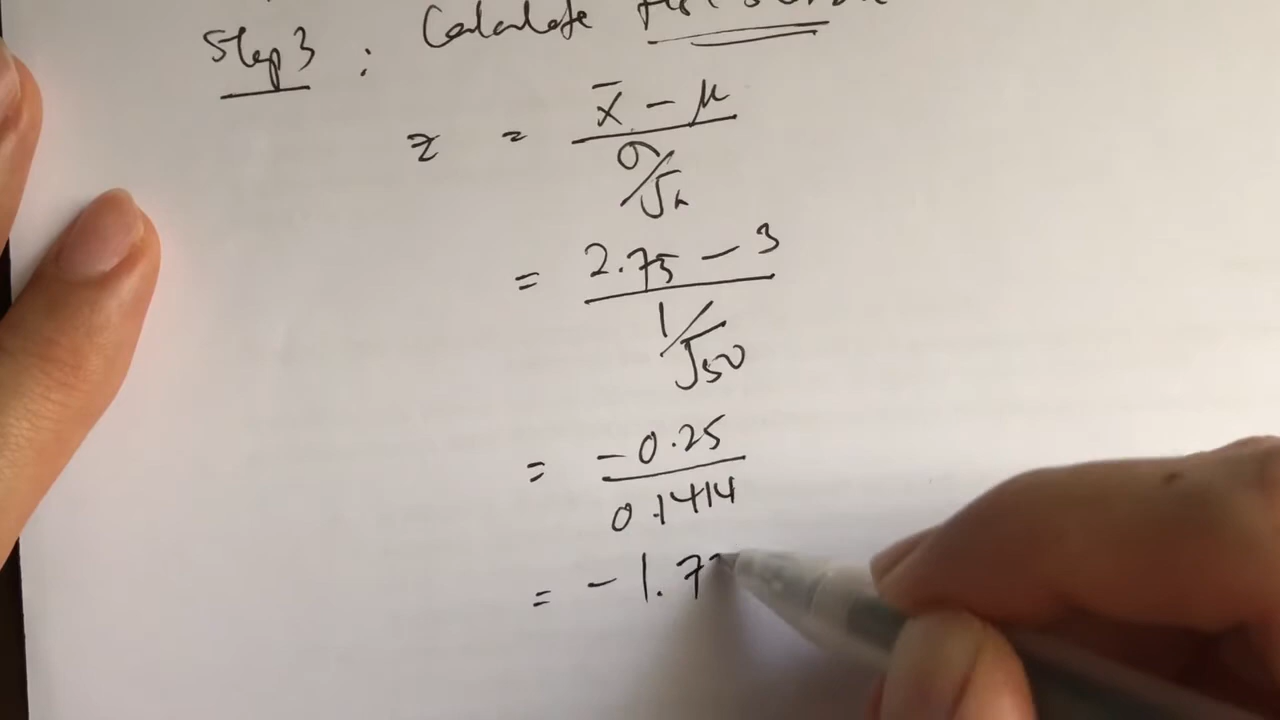 Step 3 : Calculate
z = x̄ − μ / σ/√n
= 2.75 − 3 / 1/√50
= −0.25 / 0.1414
= −1.7